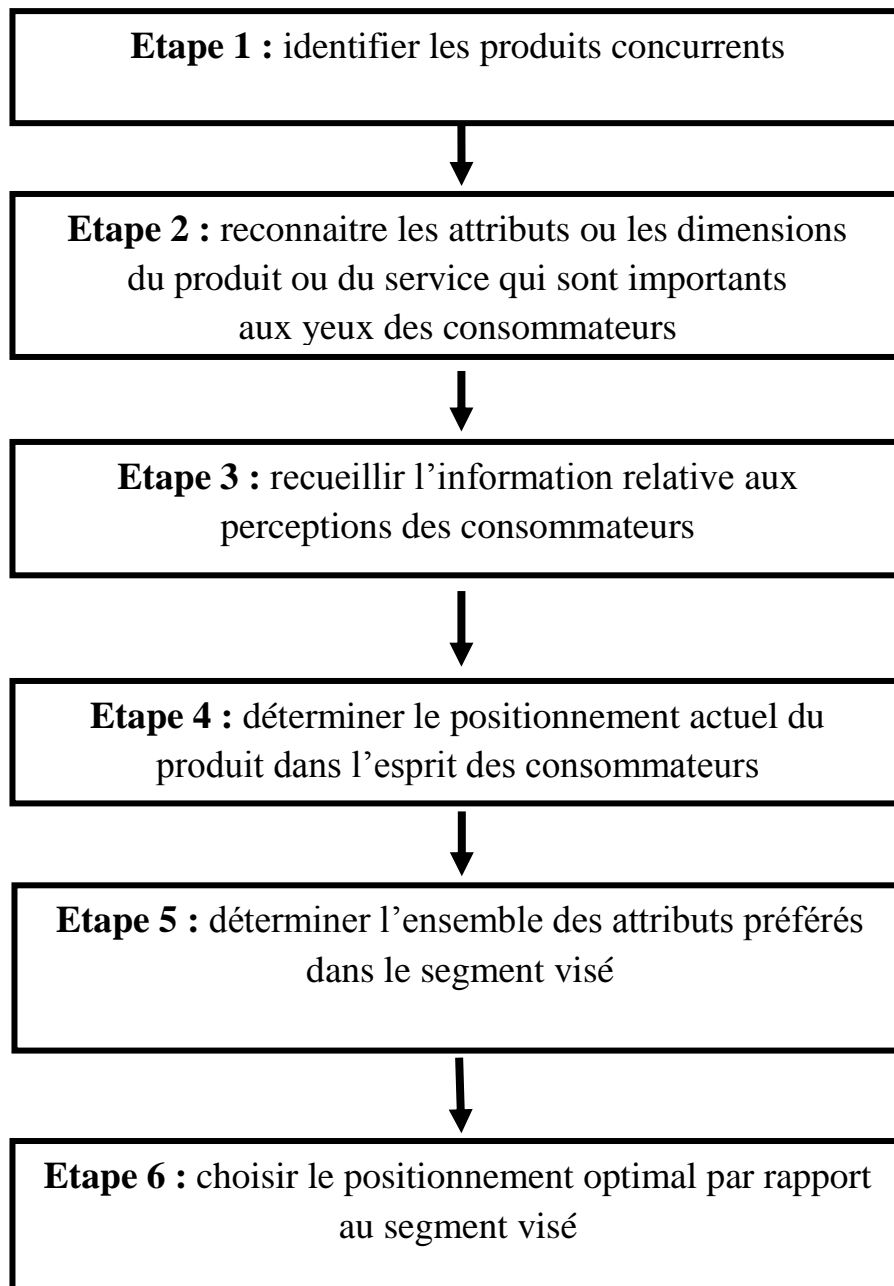 Etape 1 : identifier les produits concurrents
Etape 2 : reconnaitre les attributs ou les dimensions
du produit ou du service qui sont importants
aux yeux des consommateurs
Etape 3 : recueillir l’information relative aux
perceptions des consommateurs
Etape 4 : déterminer le positionnement actuel du
produit dans l’esprit des consommateurs
Etape 5 : déterminer l’ensemble des attributs préférés
dans le segment visé
Etape 6 : choisir le positionnement optimal par rapport
au segment visé